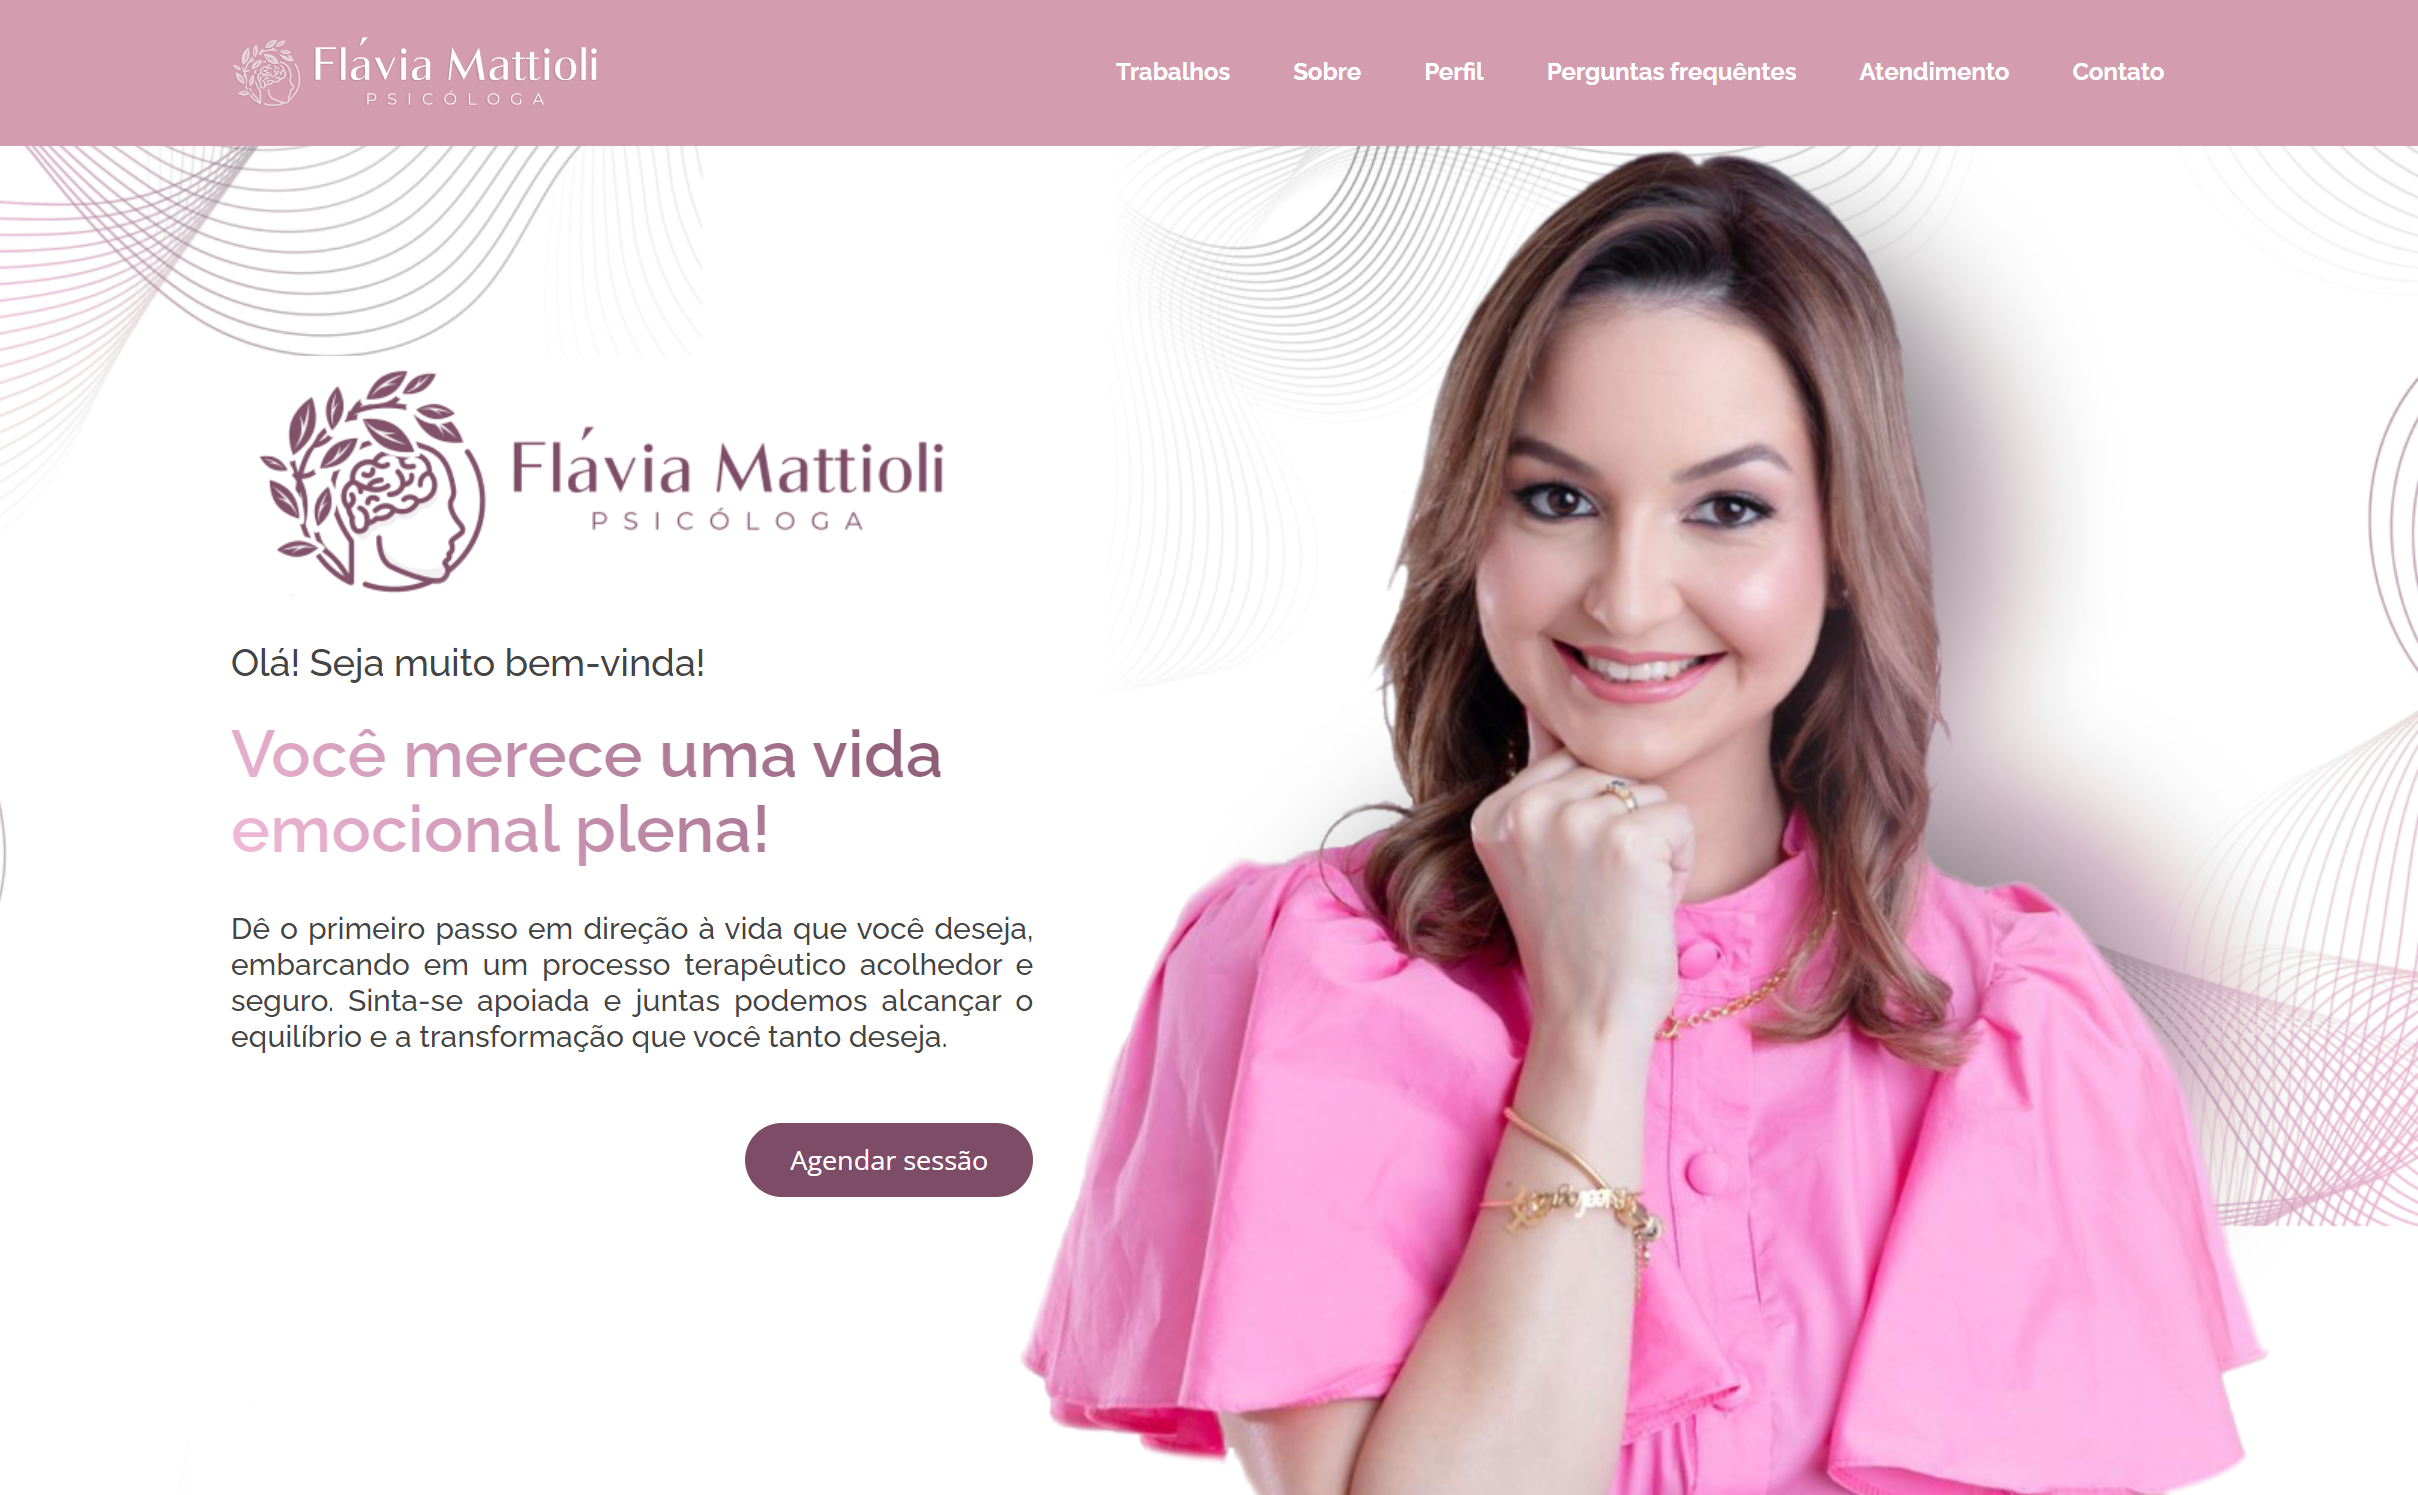 Flávia Mattioli
PSICÓLOGA
Trabalhos
Sobre
Perfil
Perguntas frequêntes
Atendimento
Contato
Flávia Mattioli
PSICÓLOGA
Olá! Seja muito bem-vinda!
Você merece uma vida
emocional plena!
Dê o primeiro passo em direção à vida que você deseja,
embarcando em um processo terapêutico acolhedor e
seguro. Sinta-se apoiada e juntas podemos alcançar o
equilíbrio e a transformação que você tanto deseja.
Agendar sessão